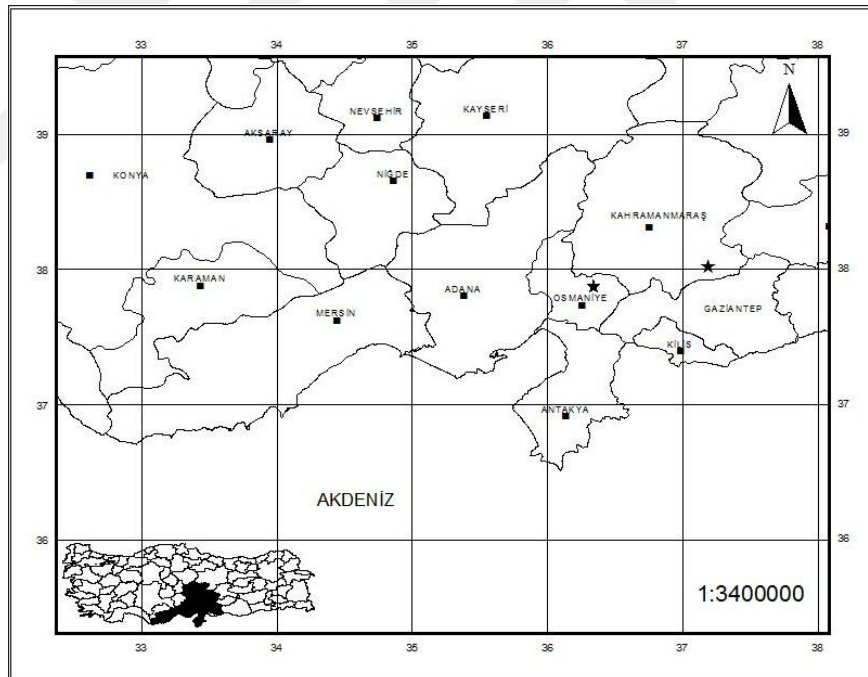 33 34 35 36 37 38
N
NEVŞEHİR
KAYSERİ
39 39
AKSARAY
KONYA
NİĞDE
KAHRAMANMARAŞ
38 38
KARAMAN
ADANA
OSMANİYE
GAZİANTEP
MERSİN
KİLİS
37 37
ANTAKYA
AKDENİZ
36 36
1:3400000
33 34 35 36 37 38